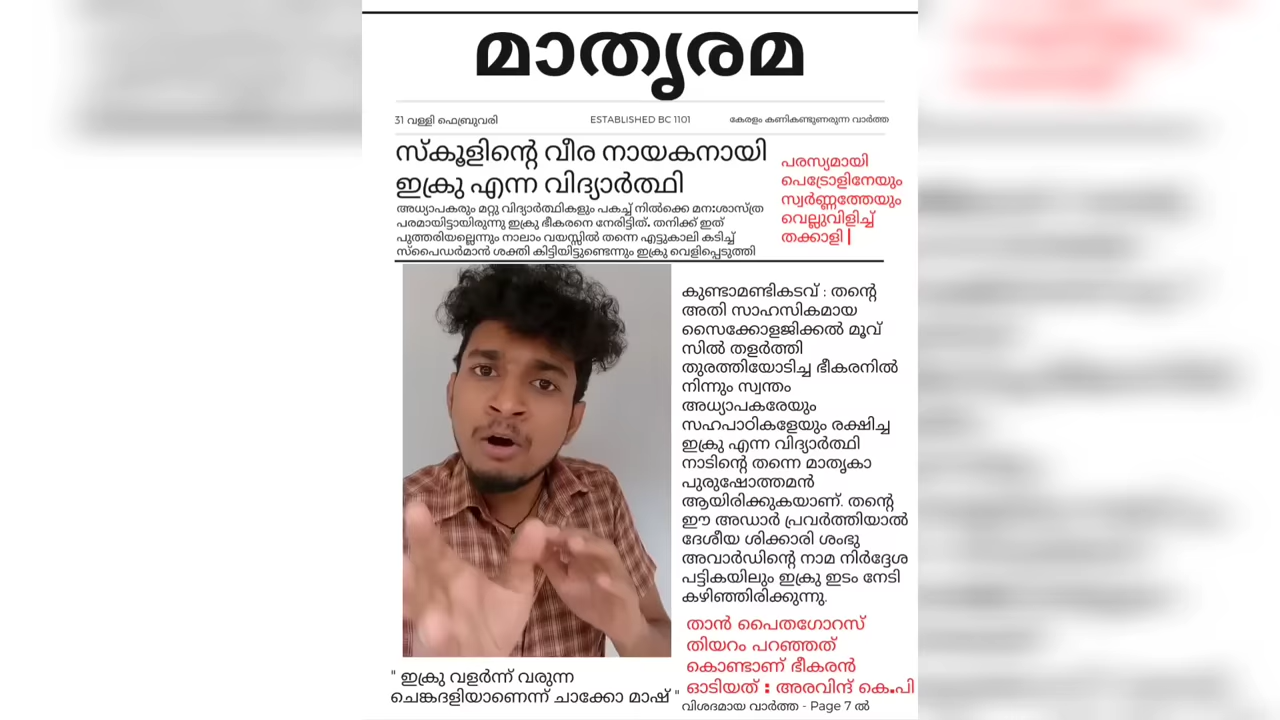 മാതൃരമ
31 വള്ളി ഫെബ്രുവരി
ESTABLISHED BC 1101
കേരളം കണികണ്ടുണരുന്ന വാർത്ത
സ്കൂളിന്റെ വീര നായകനായി
ഇക്രു എന്ന വിദ്യാർത്ഥി
അധ്യാപകരും മറ്റു വിദ്യാർത്ഥികളും പകച്ച് നിൽക്കെ മന:ശാസ്ത്ര
പരമായിട്ടായിരുന്നു ഇക്രു ഭീകരനെ നേരിട്ടിത്. തനിക്ക് ഇത്
പുത്തരിയല്ലെന്നും നാലാം വയസ്സിൽ തന്നെ എട്ടുകാലി കടിച്ച്
സ്പൈഡർമാൻ ശക്തി കിട്ടിയിട്ടുണ്ടെന്നും ഇക്രു വെളിപ്പെടുത്തി
പരസ്യമായി
പെട്രോളിനേയും
സ്വർണ്ണത്തേയും
വെല്ലുവിളിച്ച്
തക്കാളി |
കുണ്ടാമണ്ടികടവ് : തന്റെ
അതി സാഹസികമായ
സൈക്കോളജിക്കൽ മൂവ്
സിൽ തളർത്തി
തുരത്തിയോടിച്ച ഭീകരനിൽ
നിന്നും സ്വന്തം
അധ്യാപകരേയും
സഹപാഠികളേയും രക്ഷിച്ച
ഇക്രു എന്ന വിദ്യാർത്ഥി
നാടിന്റെ തന്നെ മാതൃകാ
പുരുഷോത്തമൻ
ആയിരിക്കുകയാണ്. തന്റെ
ഈ അഡാർ പ്രവർത്തിയാൽ
ദേശീയ ശിക്കാരി ശംഭു
അവാർഡിന്റെ നാമ നിർദ്ദേശ
പട്ടികയിലും ഇക്രു ഇടം നേടി
കഴിഞ്ഞിരിക്കുന്നു.
താൻ പൈതഗോറസ്
തിയറം പറഞ്ഞത്
കൊണ്ടാണ് ഭീകരൻ
ഓടിയത് : അരവിന്ദ് കെ.പി
വിശദമായ വാർത്ത - Page 7 ൽ
" ഇക്രു വളർന്ന് വരുന്ന
ചെങ്കദളിയാണെന്ന് ചാക്കോ മാഷ് "